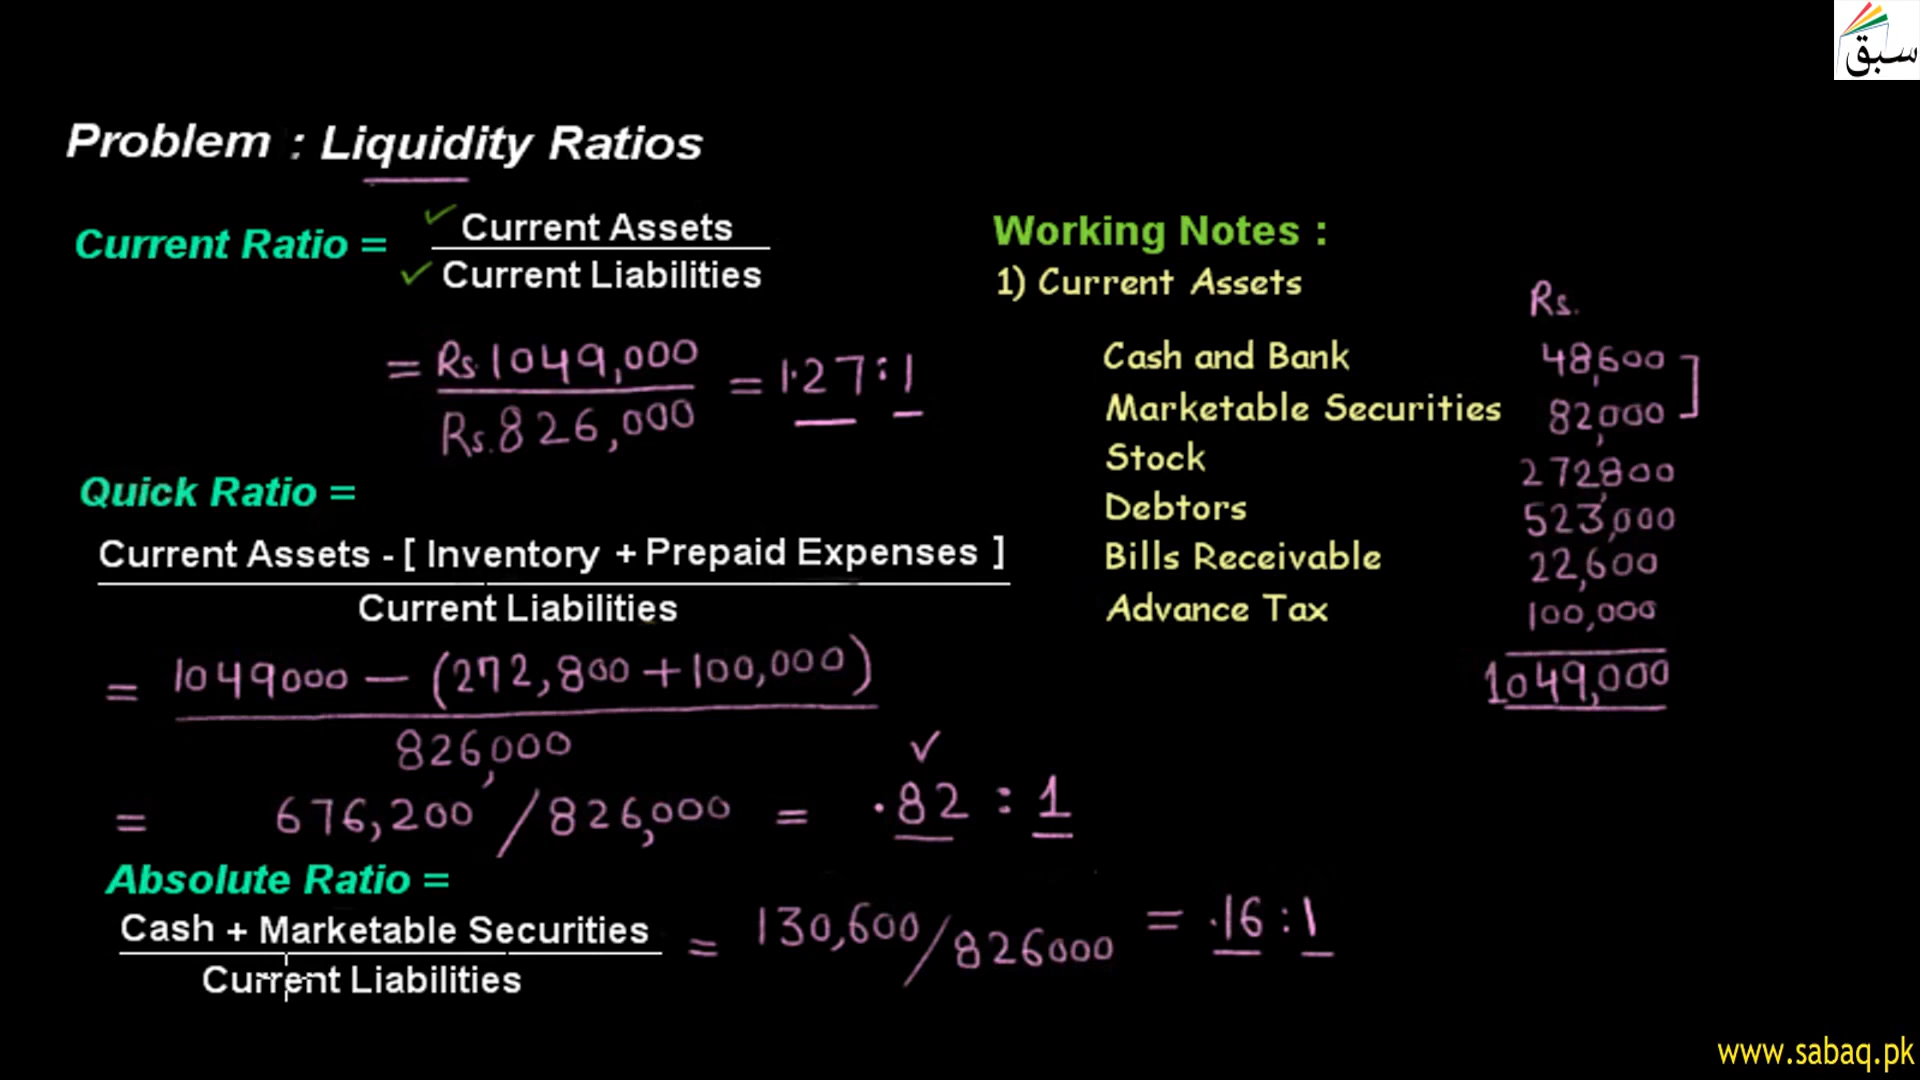 سبق
Problem : Liquidity Ratios
Current Ratio = Current Assets
Current Liabilities
= Rs 1049,000 = 1.27 : 1
Rs. 826,000
Quick Ratio =
Current Assets - [ Inventory + Prepaid Expenses ]
Current Liabilities
= 1049000 — (272,800 + 100,000)
826,000
= 676,200 / 826,000 = .82 : 1
Absolute Ratio =
Cash + Marketable Securities = 130,600 / 826000 = .16 : 1
Current Liabilities
Working Notes :
1) Current Assets
Rs.
Cash and Bank 48,600
Marketable Securities 82,000
Stock 272,800
Debtors 523,000
Bills Receivable 22,600
Advance Tax 100,000
1049,000
www.sabaq.pk